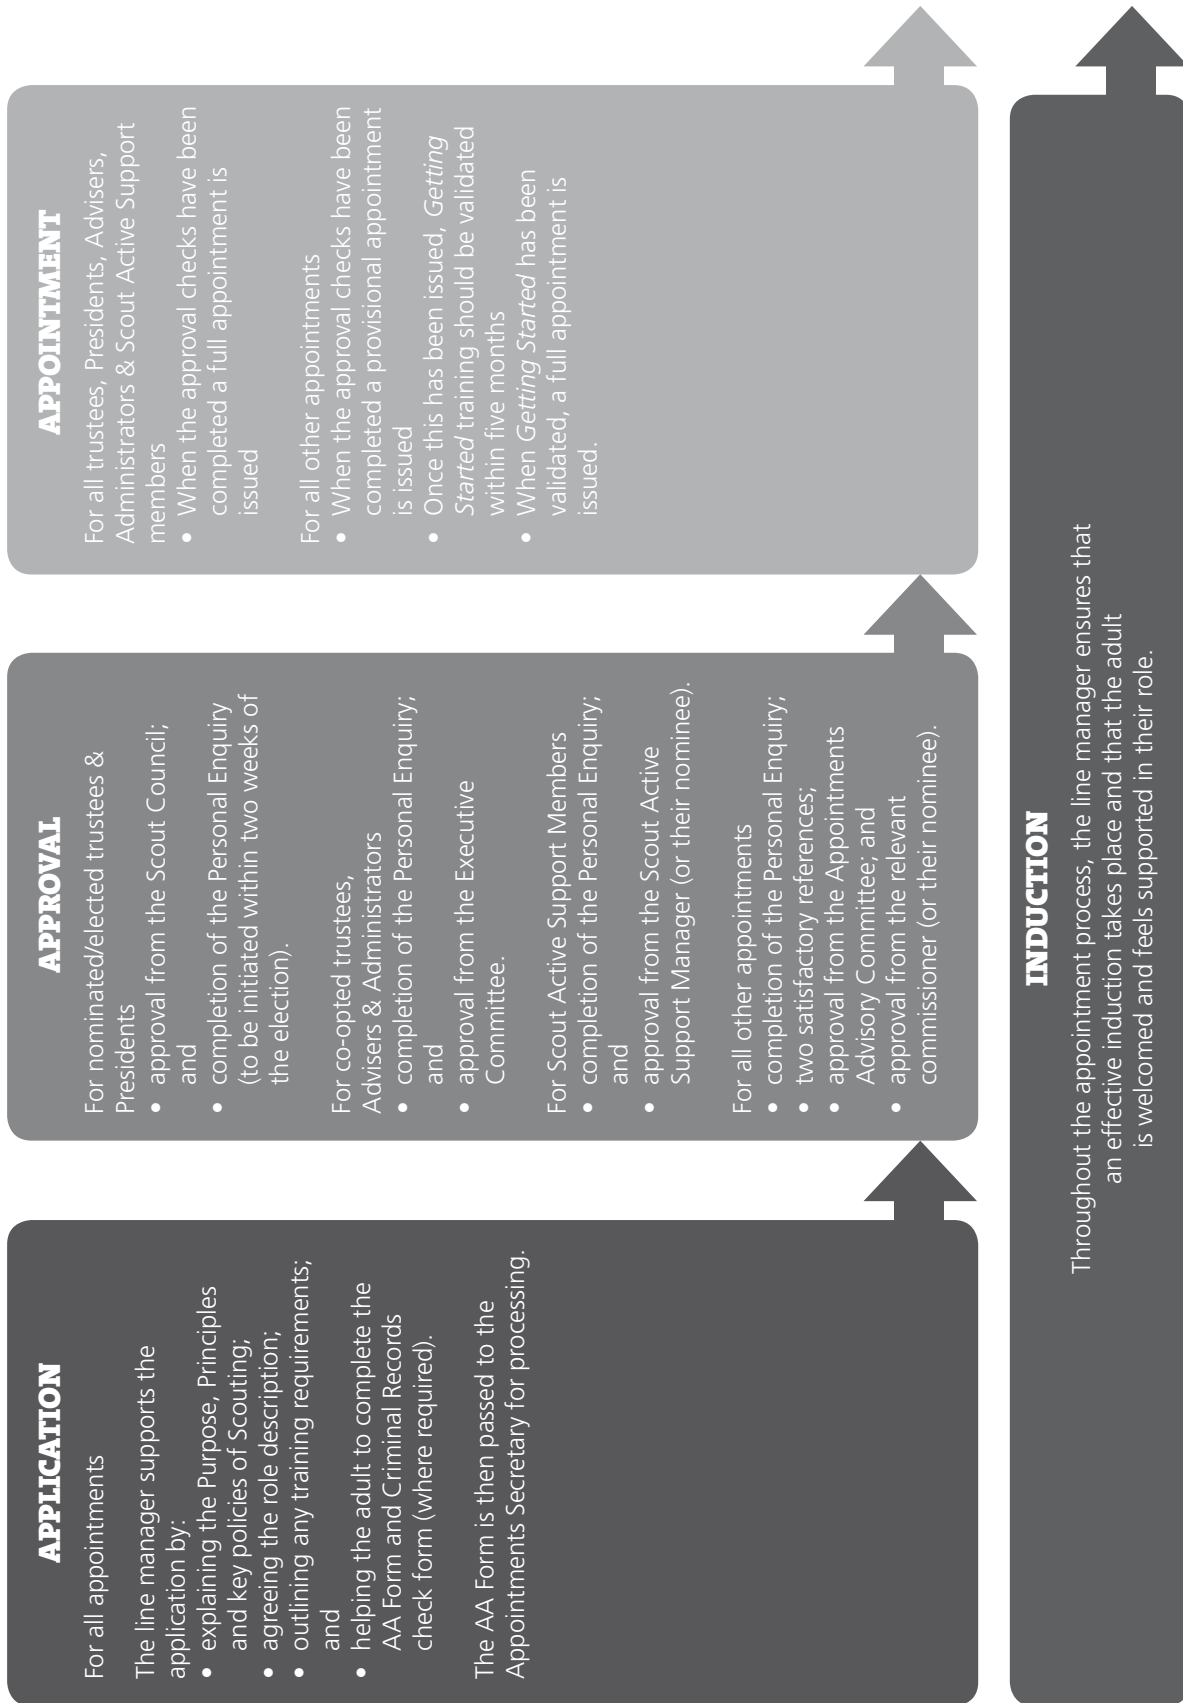 APPLICATION
For all appointments
The line manager supports the
application by:
• explaining the Purpose, Principles
and key policies of Scouting;
• agreeing the role description;
• outlining any training requirements;
and
• helping the adult to complete the
AA Form and Criminal Records
check form (where required).
The AA Form is then passed to the
Appointments Secretary for processing.
APPROVAL
For nominated/elected trustees &
Presidents
• approval from the Scout Council;
and
• completion of the Personal Enquiry
(to be initiated within two weeks of
the election).
For co-opted trustees,
Advisers & Administrators
• completion of the Personal Enquiry;
and
• approval from the Executive
Committee.
For Scout Active Support Members
• completion of the Personal Enquiry;
and
• approval from the Scout Active
Support Manager (or their nominee).
For all other appointments
• completion of the Personal Enquiry;
• two satisfactory references;
• approval from the Appointments
Advisory Committee; and
• approval from the relevant
commissioner (or their nominee).
APPOINTMENT
For all trustees, Presidents, Advisers,
Administrators & Scout Active Support
members
• When the approval checks have been
completed a full appointment is
issued
For all other appointments
• When the approval checks have been
completed a provisional appointment
is issued
• Once this has been issued, Getting
Started training should be validated
within five months
• When Getting Started has been
validated, a full appointment is
issued.
INDUCTION
Throughout the appointment process, the line manager ensures that
an effective induction takes place and that the adult
is welcomed and feels supported in their role.